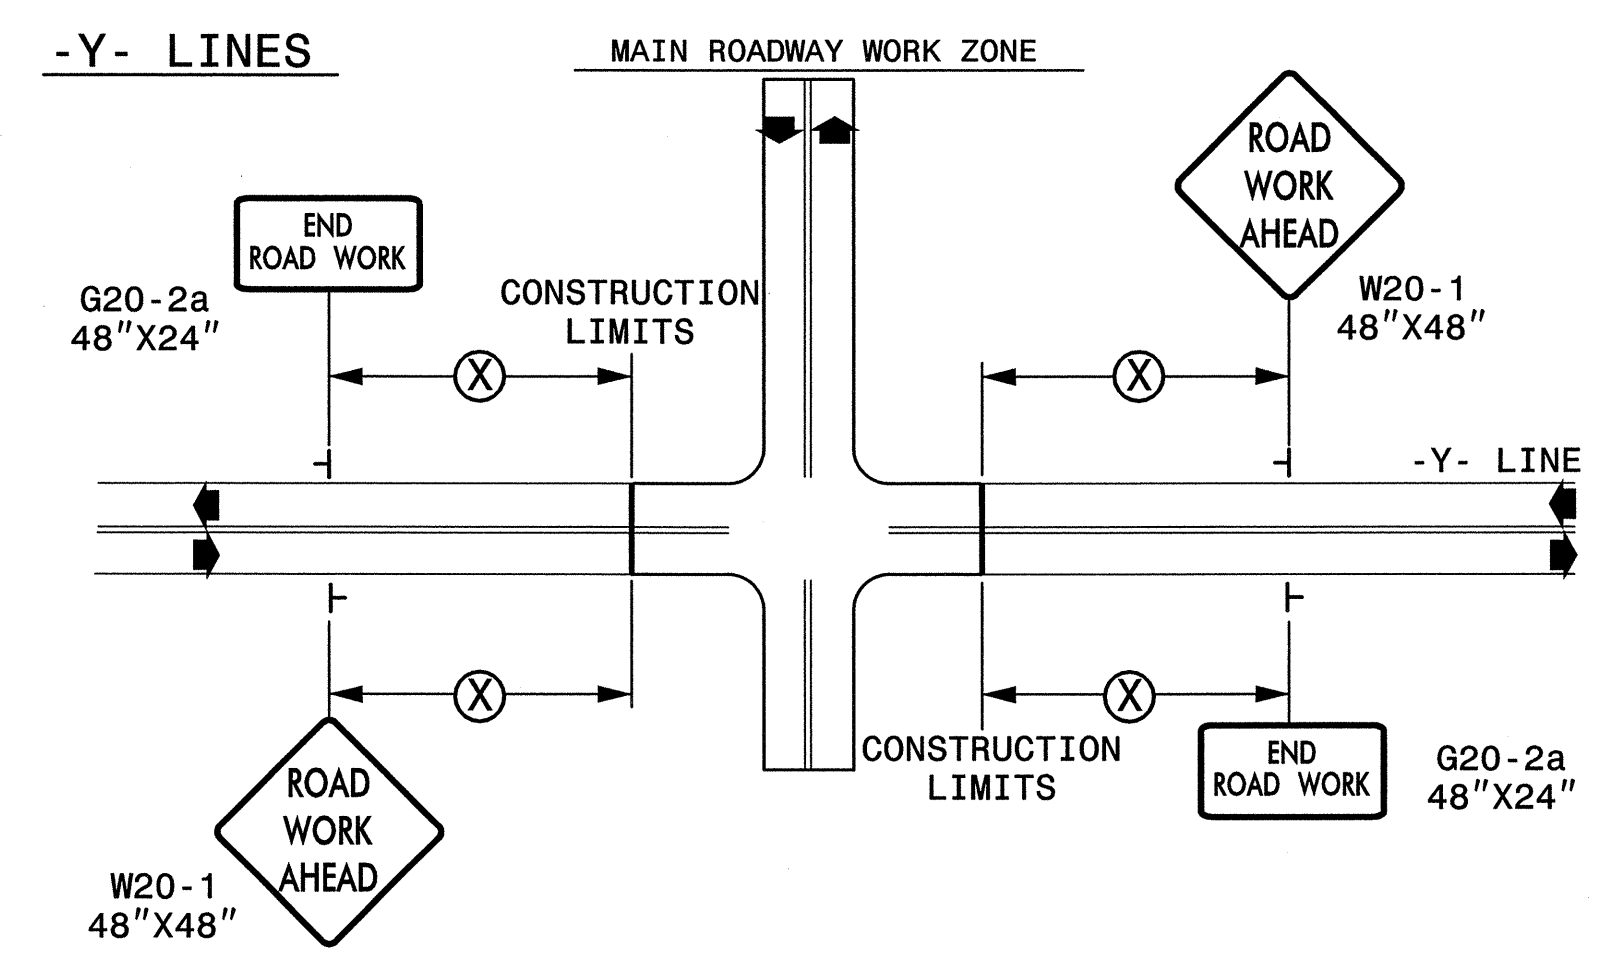 -Y- LINES
MAIN ROADWAY WORK ZONE
ROAD
WORK
AHEAD
END
ROAD WORK
G20-2a
48"X24"
CONSTRUCTION
LIMITS
W20-1
48"X48"
X
X
-Y- LINE
X
X
CONSTRUCTION
LIMITS
END
ROAD WORK
G20-2a
48"X24"
ROAD
WORK
AHEAD
W20-1
48"X48"